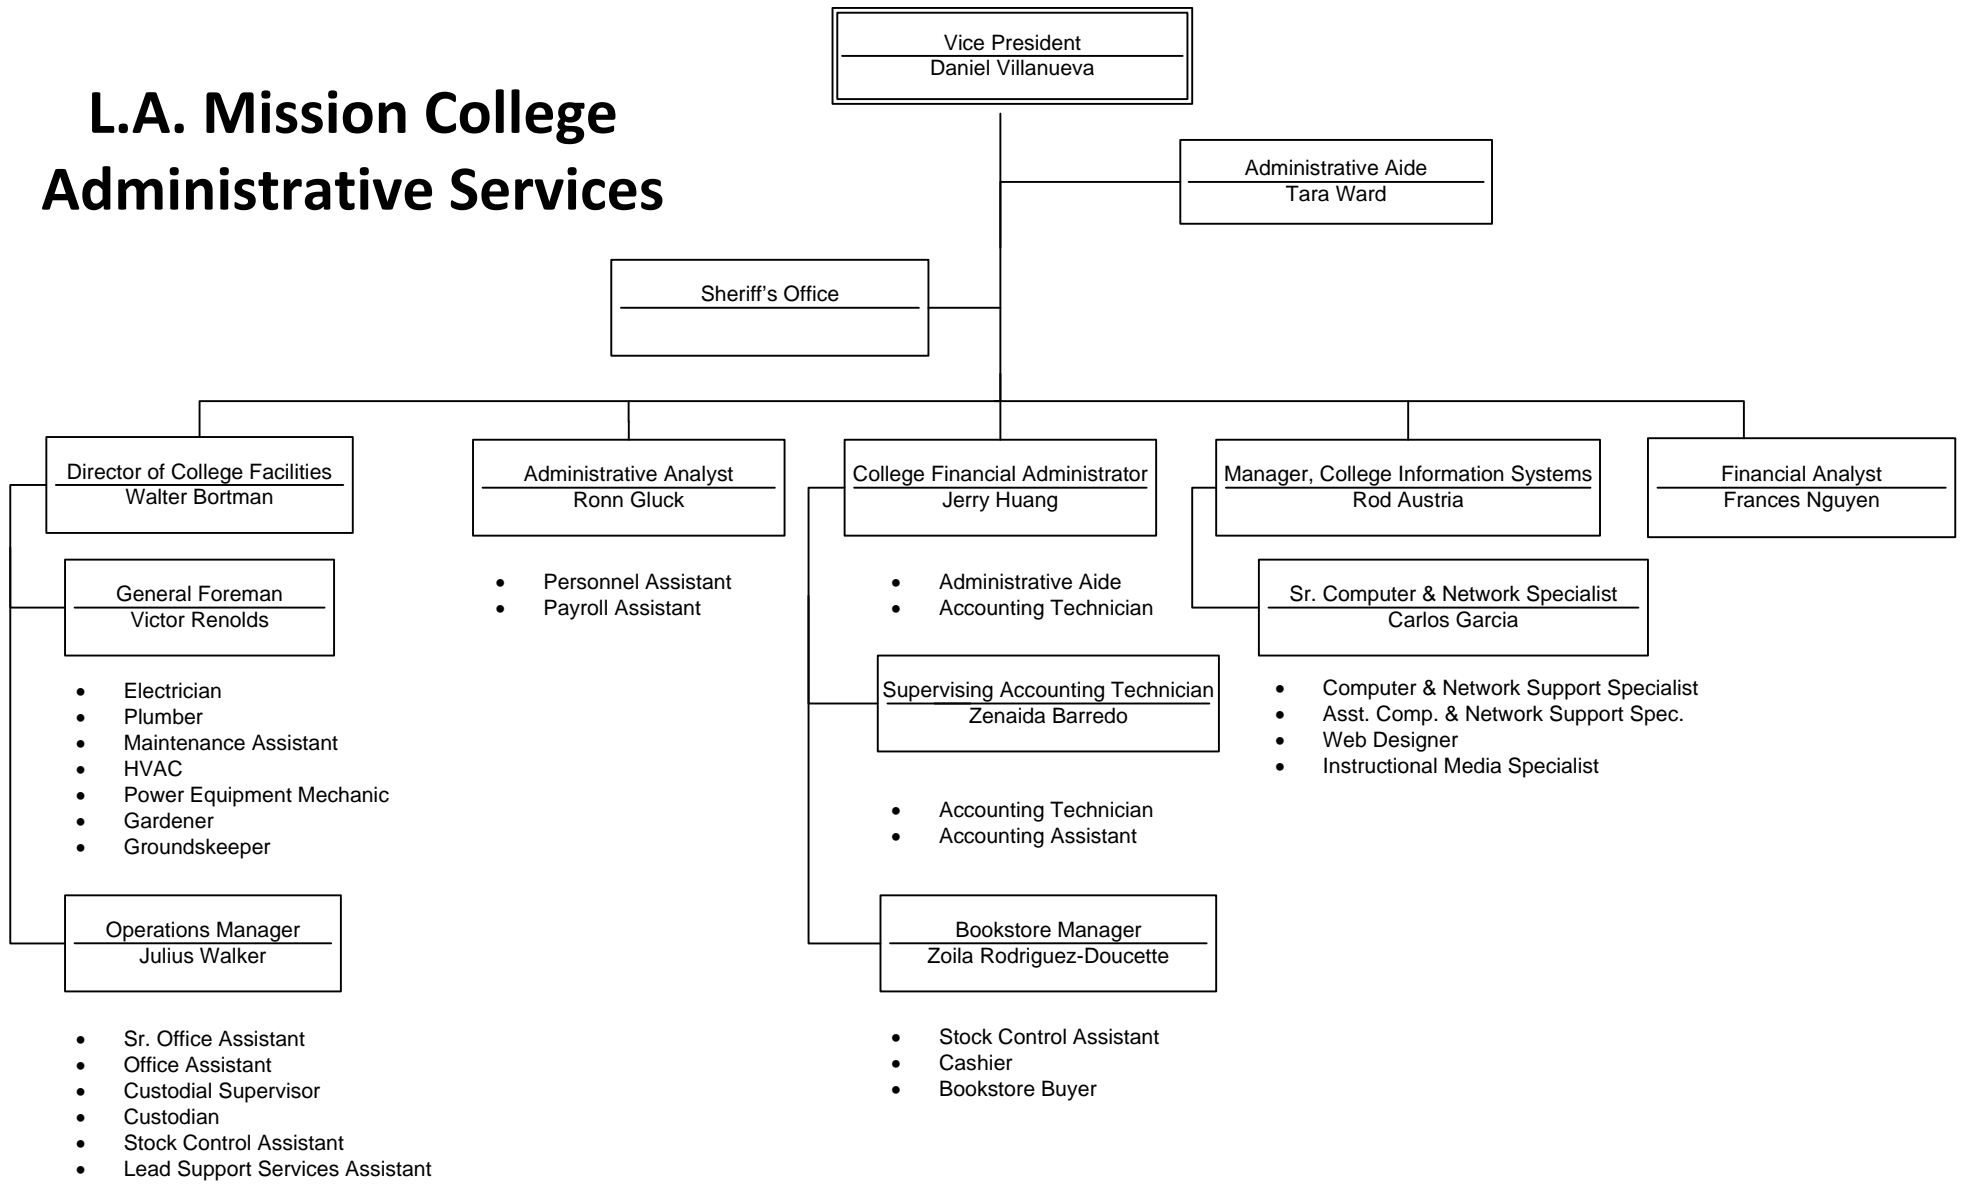 L.A. Mission College
Administrative Services
Vice President
Daniel Villanueva
Administrative Aide
Tara Ward
Sheriff’s Office
Director of College Facilities
Walter Bortman
General Foreman
Victor Renolds
• Electrician
• Plumber
• Maintenance Assistant
• HVAC
• Power Equipment Mechanic
• Gardener
• Groundskeeper
Operations Manager
Julius Walker
• Sr. Office Assistant
• Office Assistant
• Custodial Supervisor
• Custodian
• Stock Control Assistant
• Lead Support Services Assistant
Administrative Analyst
Ronn Gluck
• Personnel Assistant
• Payroll Assistant
College Financial Administrator
Jerry Huang
• Administrative Aide
• Accounting Technician
Supervising Accounting Technician
Zenaida Barredo
• Accounting Technician
• Accounting Assistant
Bookstore Manager
Zoila Rodriguez-Doucette
• Stock Control Assistant
• Cashier
• Bookstore Buyer
Manager, College Information Systems
Rod Austria
Sr. Computer & Network Specialist
Carlos Garcia
• Computer & Network Support Specialist
• Asst. Comp. & Network Support Spec.
• Web Designer
• Instructional Media Specialist
Financial Analyst
Frances Nguyen